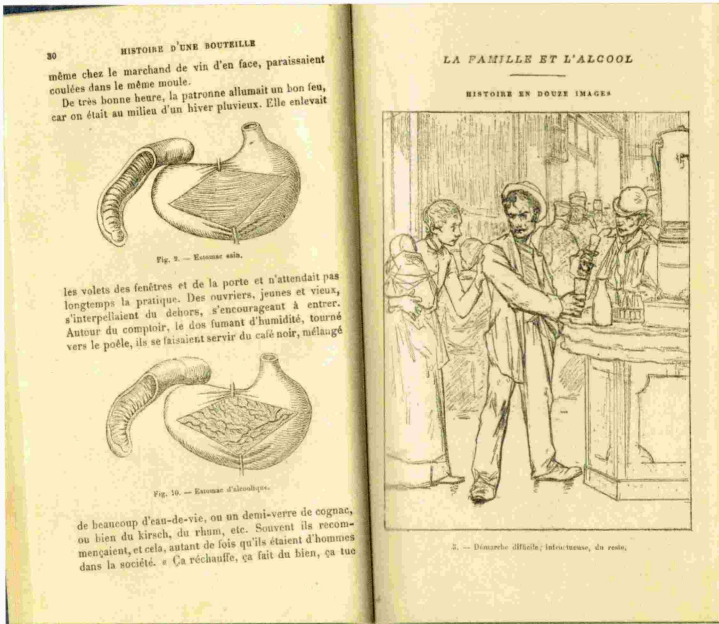 30
HISTOIRE D'UNE BOUTEILLE
même chez le marchand de vin d'en face, paraissaient
coulées dans le même moule.
De très bonne heure, la patronne allumait un bon feu,
car on était au milieu d'un hiver pluvieux. Elle enlevait
Fig. 9. — Estomac sain.
les volets des fenêtres et de la porte et n'attendait pas
longtemps la pratique. Des ouvriers, jeunes et vieux,
s'interpellaient du dehors, s'encourageant à entrer.
Autour du comptoir, le dos fumant d'humidité, tourné
vers le poêle, ils se faisaient servir du café noir, mélangé
Fig. 10. — Estomac d'alcoolique.
de beaucoup d'eau-de-vie, ou un demi-verre de cognac,
ou bien du kirsch, du rhum, etc. Souvent ils recom-
mençaient, et cela, autant de fois qu'ils étaient d'hommes
dans la société. « Ça réchauffe, ça fait du bien, ça tue
LA FAMILLE ET L'ALCOOL
HISTOIRE EN DOUZE IMAGES
3. — Démarche difficile; infructueuse, du reste.